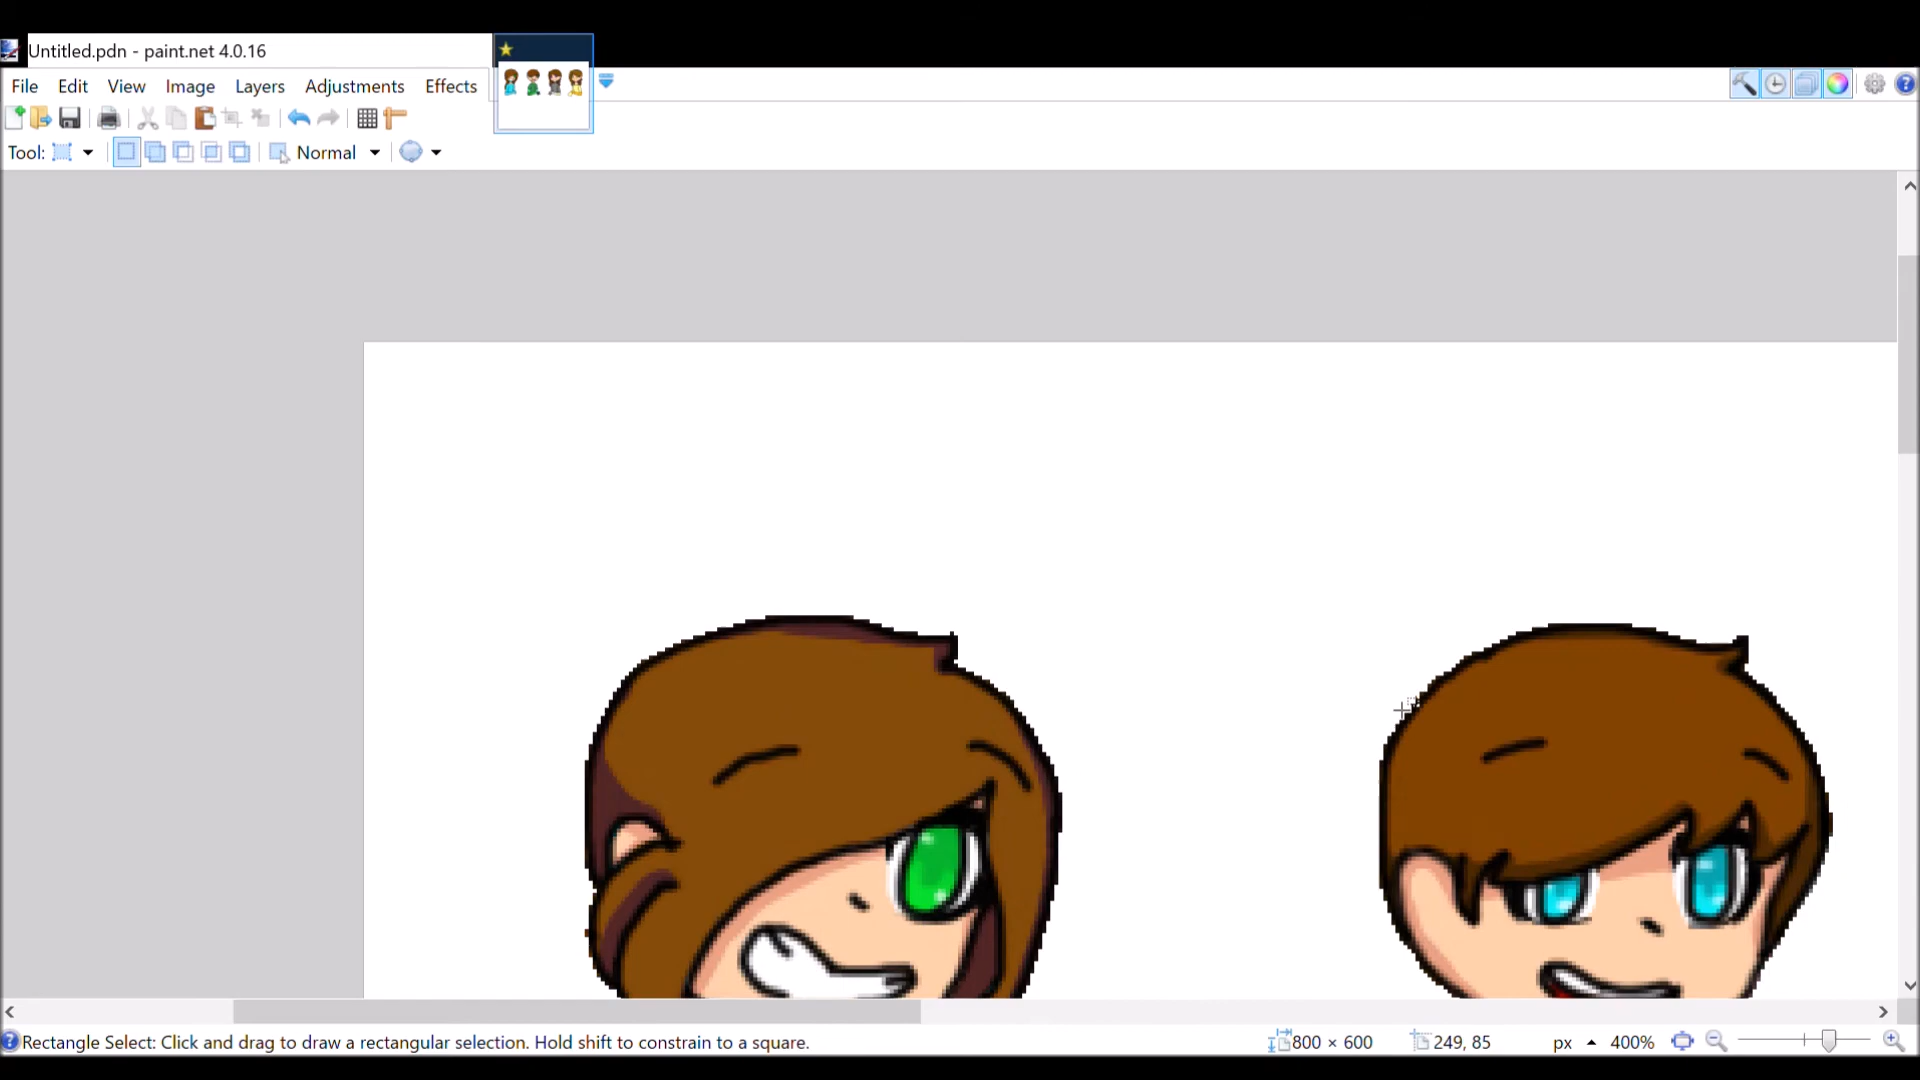 Untitled.pdn - paint.net 4.0.16
File Edit View Image Layers Adjustments Effects
Tool: Normal
Rectangle Select: Click and drag to draw a rectangular selection. Hold shift to constrain to a square.
800 × 600 249, 85 px 400%